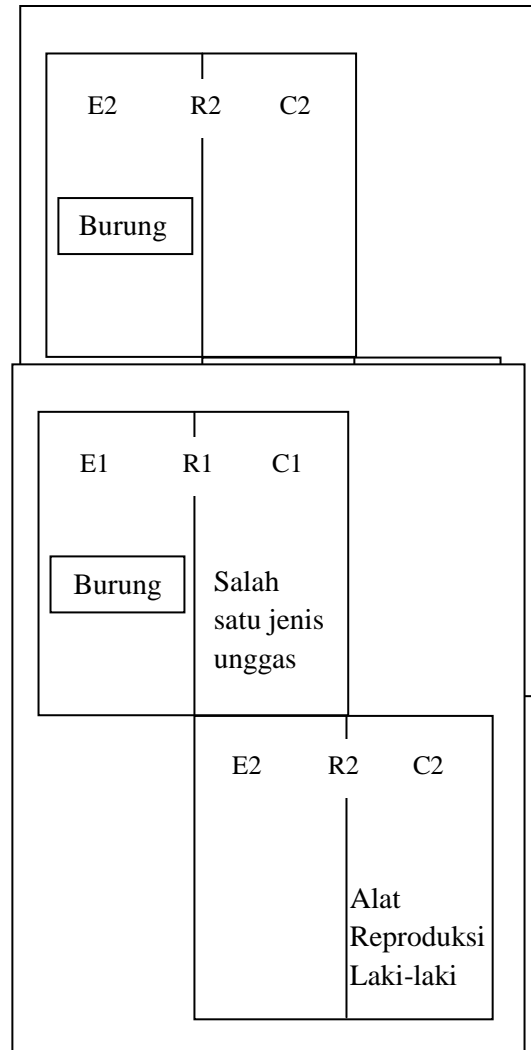 E2 R2 C2
Burung
E1 R1 C1
Burung
Salah
satu jenis
unggas
E2 R2 C2
Alat
Reproduksi
Laki-laki